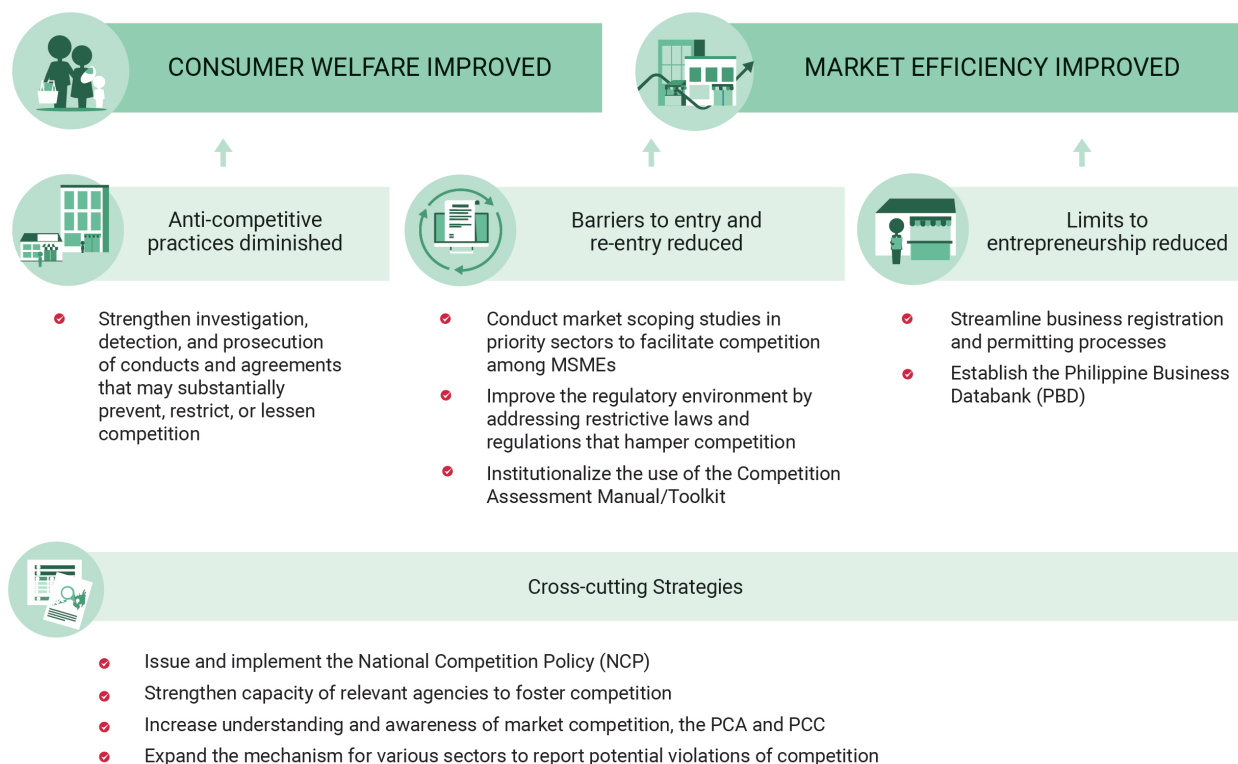 CONSUMER WELFARE IMPROVED
MARKET EFFICIENCY IMPROVED
Anti-competitive
practices diminished
Barriers to entry and
re-entry reduced
Limits to
entrepreneurship reduced
Strengthen investigation,
detection, and prosecution
of conducts and agreements
that may substantially
prevent, restrict, or lessen
competition
Conduct market scoping studies in
priority sectors to facilitate competition
among MSMEs
Improve the regulatory environment by
addressing restrictive laws and
regulations that hamper competition
Institutionalize the use of the Competition
Assessment Manual/Toolkit
Streamline business registration
and permitting processes
Establish the Philippine Business
Databank (PBD)
Cross-cutting Strategies
Issue and implement the National Competition Policy (NCP)
Strengthen capacity of relevant agencies to foster competition
Increase understanding and awareness of market competition, the PCA and PCC
Expand the mechanism for various sectors to report potential violations of competition